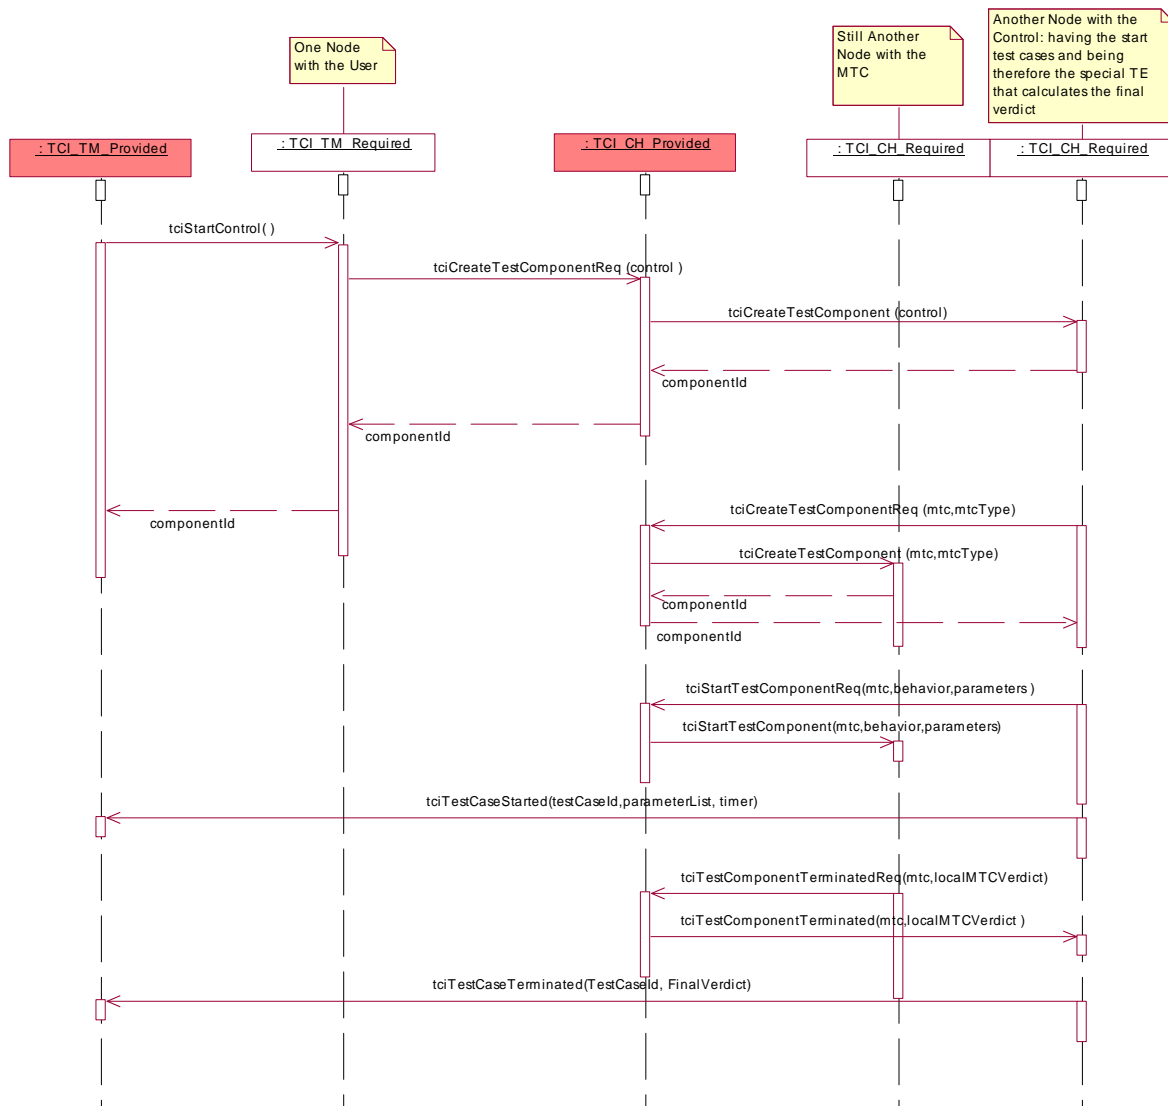 One Node
with the User
Still Another
Node with the
MTC
Another Node with the
Control: having the start
test cases and being
therefore the special TE
that calculates the final
verdict
: TCI_TM_Provided
: TCI_TM_Required
: TCI_CH_Provided
: TCI_CH_Required
: TCI_CH_Required
tciStartControl( )
tciCreateTestComponentReq (control )
tciCreateTestComponent (control)
componentId
componentId
componentId
tciCreateTestComponentReq (mtc,mtcType)
tciCreateTestComponent (mtc,mtcType)
componentId
componentId
tciStartTestComponentReq(mtc,behavior,parameters )
tciStartTestComponent(mtc,behavior,parameters)
tciTestCaseStarted(testCaseId,parameterList, timer)
tciTestComponentTerminatedReq(mtc,localMTCVerdict)
tciTestComponentTerminated(mtc,localMTCVerdict )
tciTestCaseTerminated(TestCaseId, FinalVerdict)